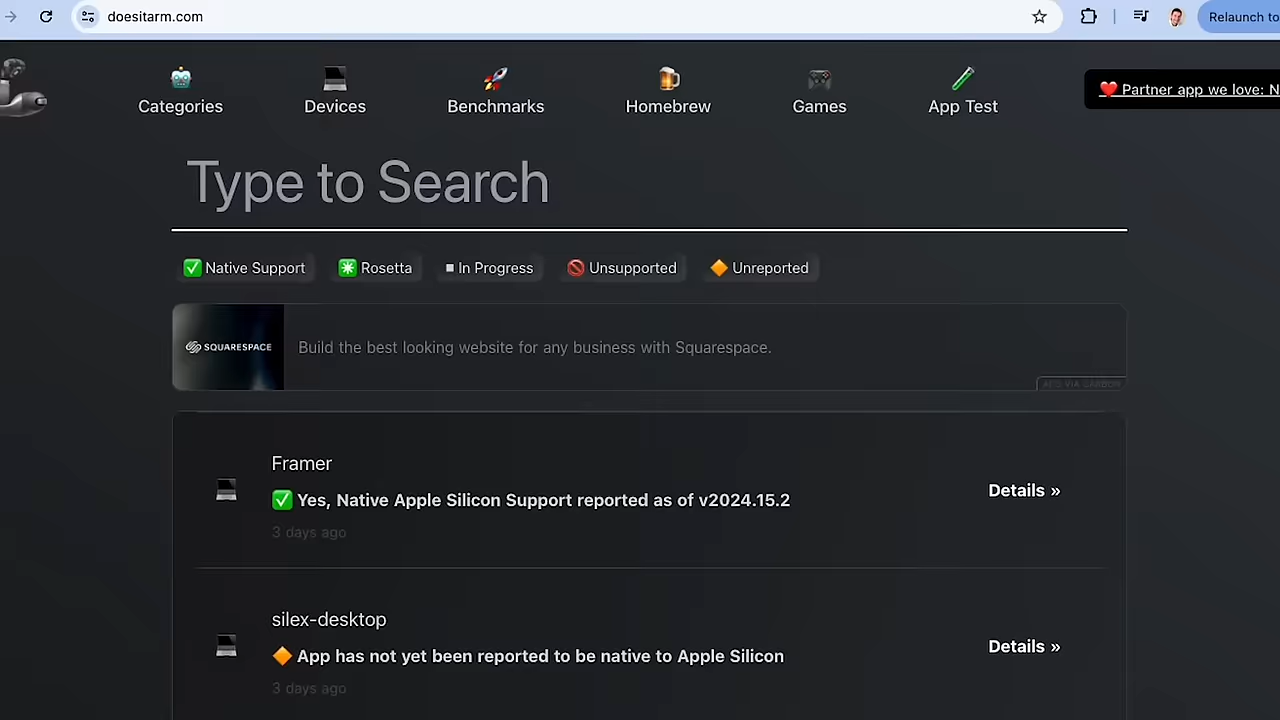 doesitarm.com
Relaunch to
Categories
Devices
Benchmarks
Homebrew
Games
App Test
Partner app we love: N
Type to Search
Native Support
Rosetta
In Progress
Unsupported
Unreported
SQUARESPACE
Build the best looking website for any business with Squarespace.
ADS VIA CARBON
Framer
Yes, Native Apple Silicon Support reported as of v2024.15.2
Details »
3 days ago
silex-desktop
App has not yet been reported to be native to Apple Silicon
Details »
3 days ago